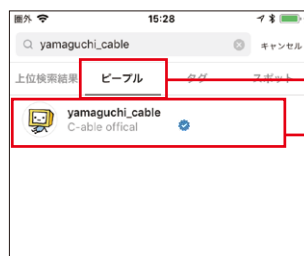 圏外 15:28
yamaguchi_cable キャンセル
上位検索結果 ピープル タグ スポット
yamaguchi_cable
C-able offical